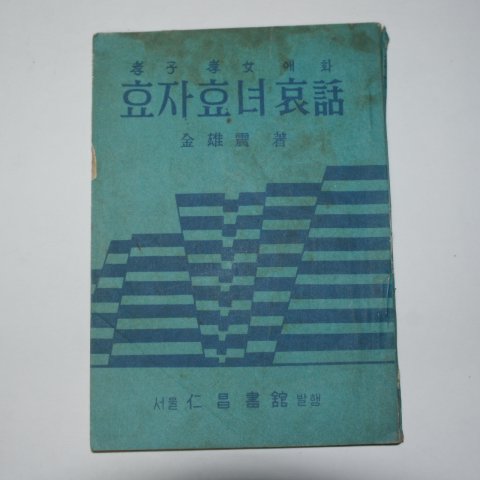 孝子 孝女 애화
효자효녀 哀話
金雄震 著
서울 仁昌書舘 발행